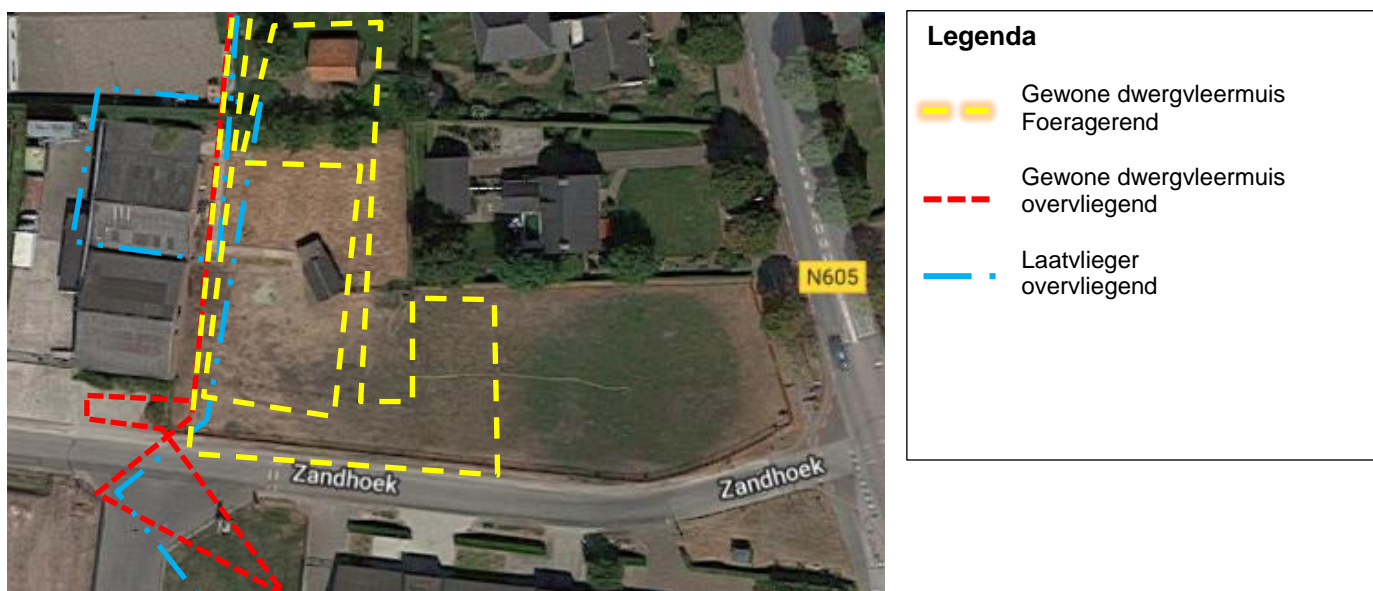 N605
Zandhoek
Zandhoek
Legenda
Gewone dwergvleermuis
Foeragerend
Gewone dwergvleermuis
overvliegend
Laatvlieger
overvliegend